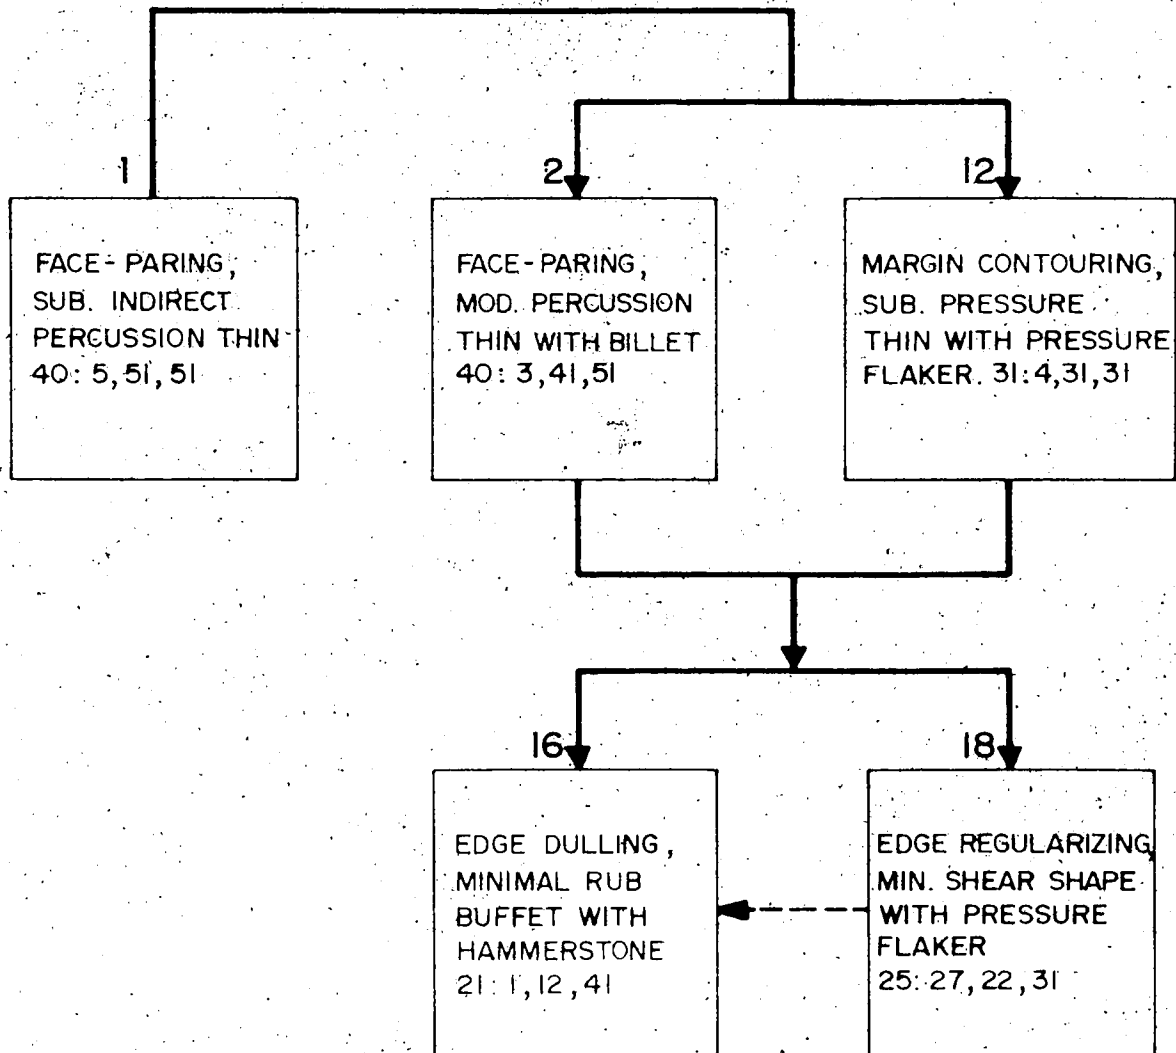 1
FACE-PARING,
SUB. INDIRECT
PERCUSSION THIN
40: 5, 51, 51
2
FACE-PARING,
MOD. PERCUSSION
THIN WITH BILLET
40: 3, 41, 51
12
MARGIN CONTOURING,
SUB. PRESSURE
THIN WITH PRESSURE
FLAKER. 31: 4, 31, 31
16
EDGE DULLING,
MINIMAL RUB
BUFFET WITH
HAMMERSTONE
21: 1, 12, 41
18
EDGE REGULARIZING,
MIN. SHEAR SHAPE
WITH PRESSURE
FLAKER
25: 27, 22, 31